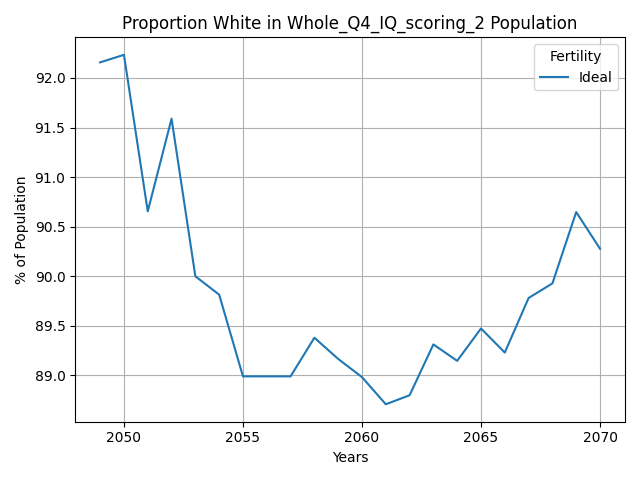 Proportion White in Whole_Q4_IQ_scoring_2 Population
Fertility
Ideal
92.0
91.5
91.0
90.5
90.0
89.5
89.0
% of Population
2050 2055 2060 2065 2070
Years